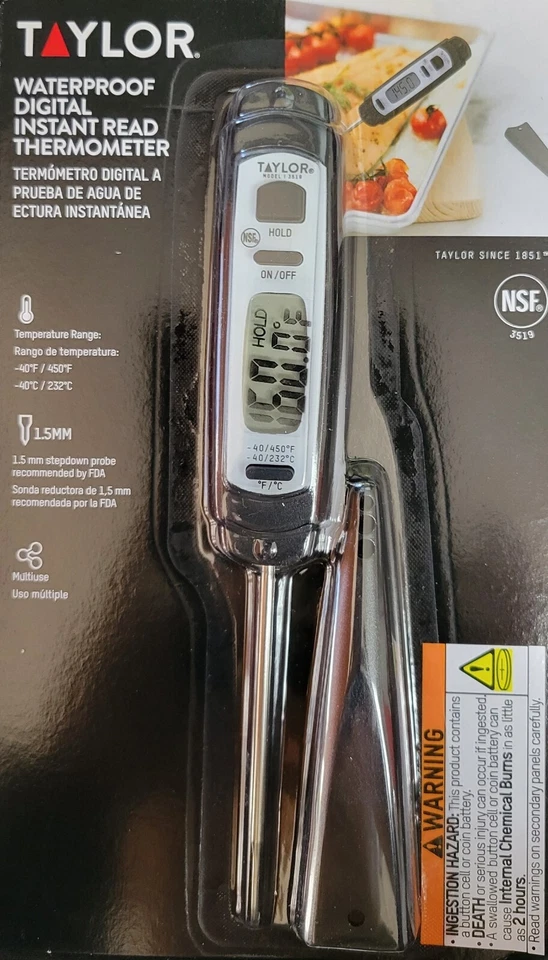 TAYLOR®
WATERPROOF
DIGITAL
INSTANT READ
THERMOMETER
TERMÓMETRO DIGITAL A
PRUEBA DE AGUA DE
ECTURA INSTANTÁNEA
TAYLOR SINCE 1851™
NSF®
3519
Temperature Range:
Rango de temperatura:
-40°F / 450°F
-40°C / 232°C
1.5MM
1.5 mm stepdown probe
recommended by FDA
Sonda reductora de 1,5 mm
recomendada por la FDA
Multiuse
Uso múltiple
TAYLOR®
MODEL | 3519
HOLD
NSF®
ON/OFF
HOLD
°F
-40/450°F
-40/232°C
°F/°C
WARNING
• INGESTION HAZARD: This product contains
a button cell or coin battery.
• DEATH or serious injury can occur if ingested.
• A swallowed button cell or coin battery can
cause Internal Chemical Burns in as little
as 2 hours.
• Read warnings on secondary panels carefully.